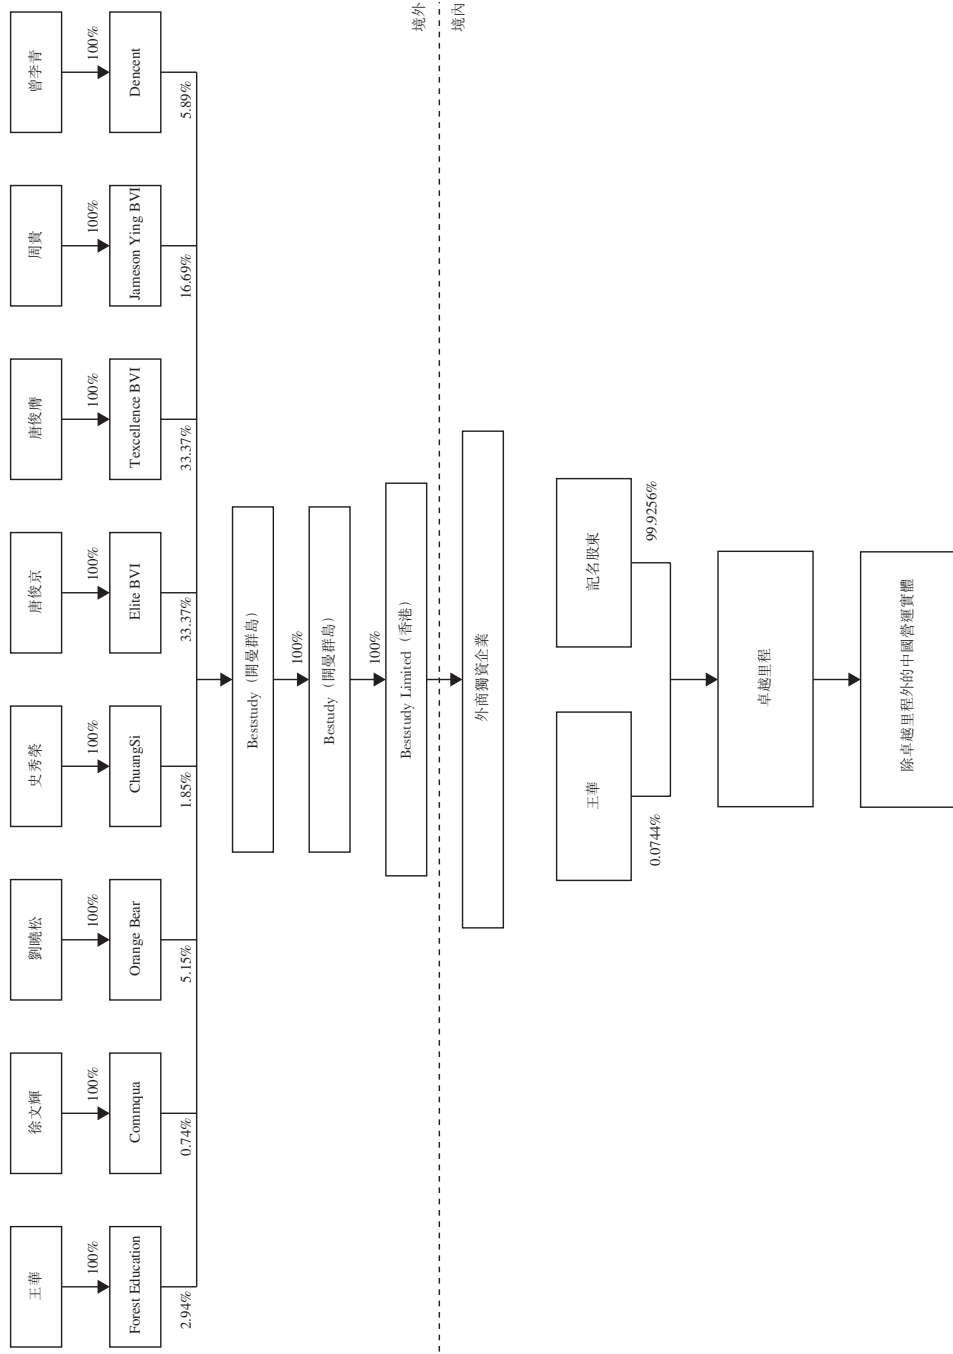 王華
徐文輝
劉曉松
史秀榮
唐俊京
唐俊膺
周貴
曾李青
100%
100%
100%
100%
100%
100%
100%
100%
Forest Education
Commqua
Orange Bear
ChuangSi
Elite BVI
Texcellence BVI
Jameson Ying BVI
Dencent
2.94%
0.74%
5.15%
1.85%
33.37%
33.37%
16.69%
5.89%
Beststudy（開曼群島）
100%
Bestudy（開曼群島）
100%
Beststudy Limited（香港）
境外
境內
外商獨資企業
王華
記名股東
0.0744%
99.9256%
卓越里程
除卓越里程外的中國營運實體